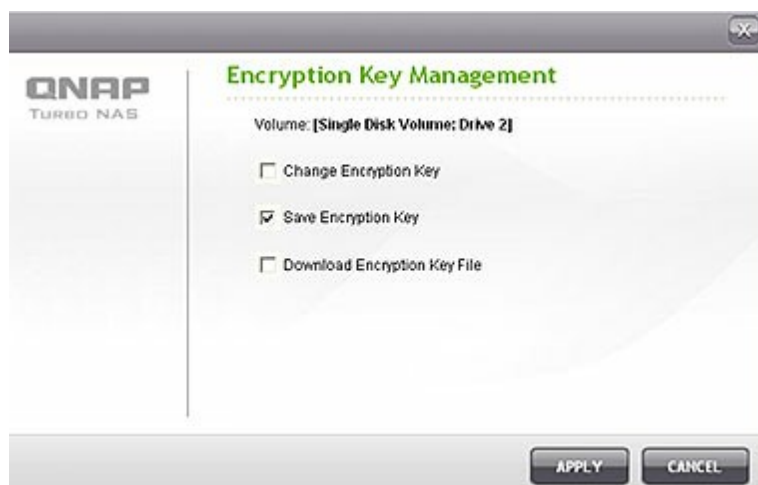 QNAP
TURBO NAS
Encryption Key Management
Volume: [Single Disk Volume: Drive 2]
Change Encryption Key
Save Encryption Key
Download Encryption Key File
APPLY
CANCEL